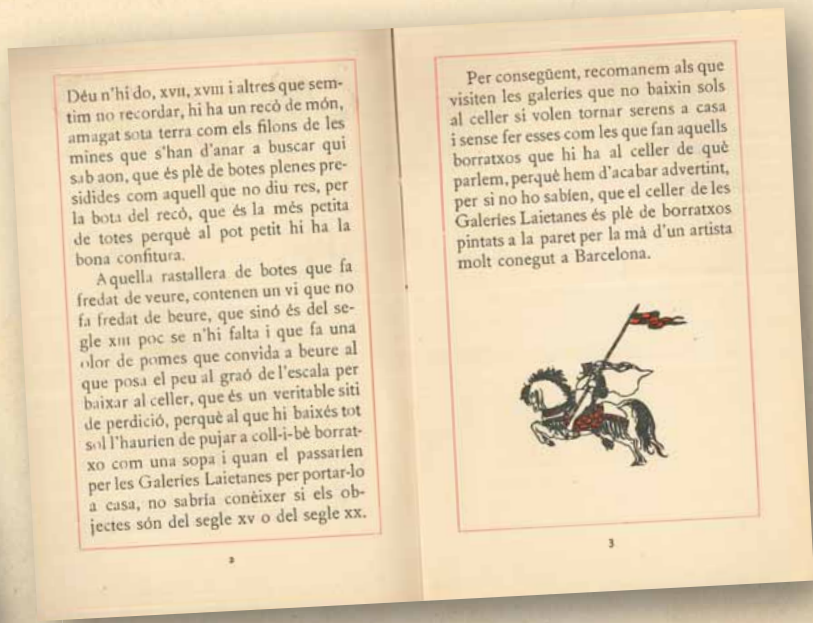 Déu n'hi do, XVII, XVIII i altres que sem-
tim no recordar, hi ha un recò de món,
amagat sota terra com els filons de les
mines que s'han d'anar a buscar qui
sab aon, que és plè de botes plenes pre-
sidides com aquell que no diu res, per
la bota del recò, que és la més petita
de totes perquè al pot petit hi ha la
bona confitura.
Aquella rastallera de botes que fa
fredat de veure, contenen un vi que no
fa fredat de beure, que sinó és del se-
gle XIII poc se n'hi falta i que fa una
olor de pomes que convida a beure al
que posa el peu al graó de l'escala per
baixar al celler, que és un veritable siti
de perdició, perquè al que hi baixés tot
sol l'haurien de pujar a coll-i-bè borrat-
xo com una sopa i quan el passarien
per les Galeríes Laietanes per portar-lo
a casa, no sabría conèixer si els ob-
jectes són del segle XV o del segle XX.
Per consegüent, recomanem als que
visiten les galeríes que no baixin sols
al celler si volen tornar serens a casa
i sense fer esses com les que fan aquells
borratxos que hi ha al celler de què
parlem, perquè hem d'acabar advertint,
per si no ho sabíen, que el celler de les
Galeríes Laietanes és plè de borratxos
pintats a la paret per la mà d'un artista
molt conegut a Barcelona.
3